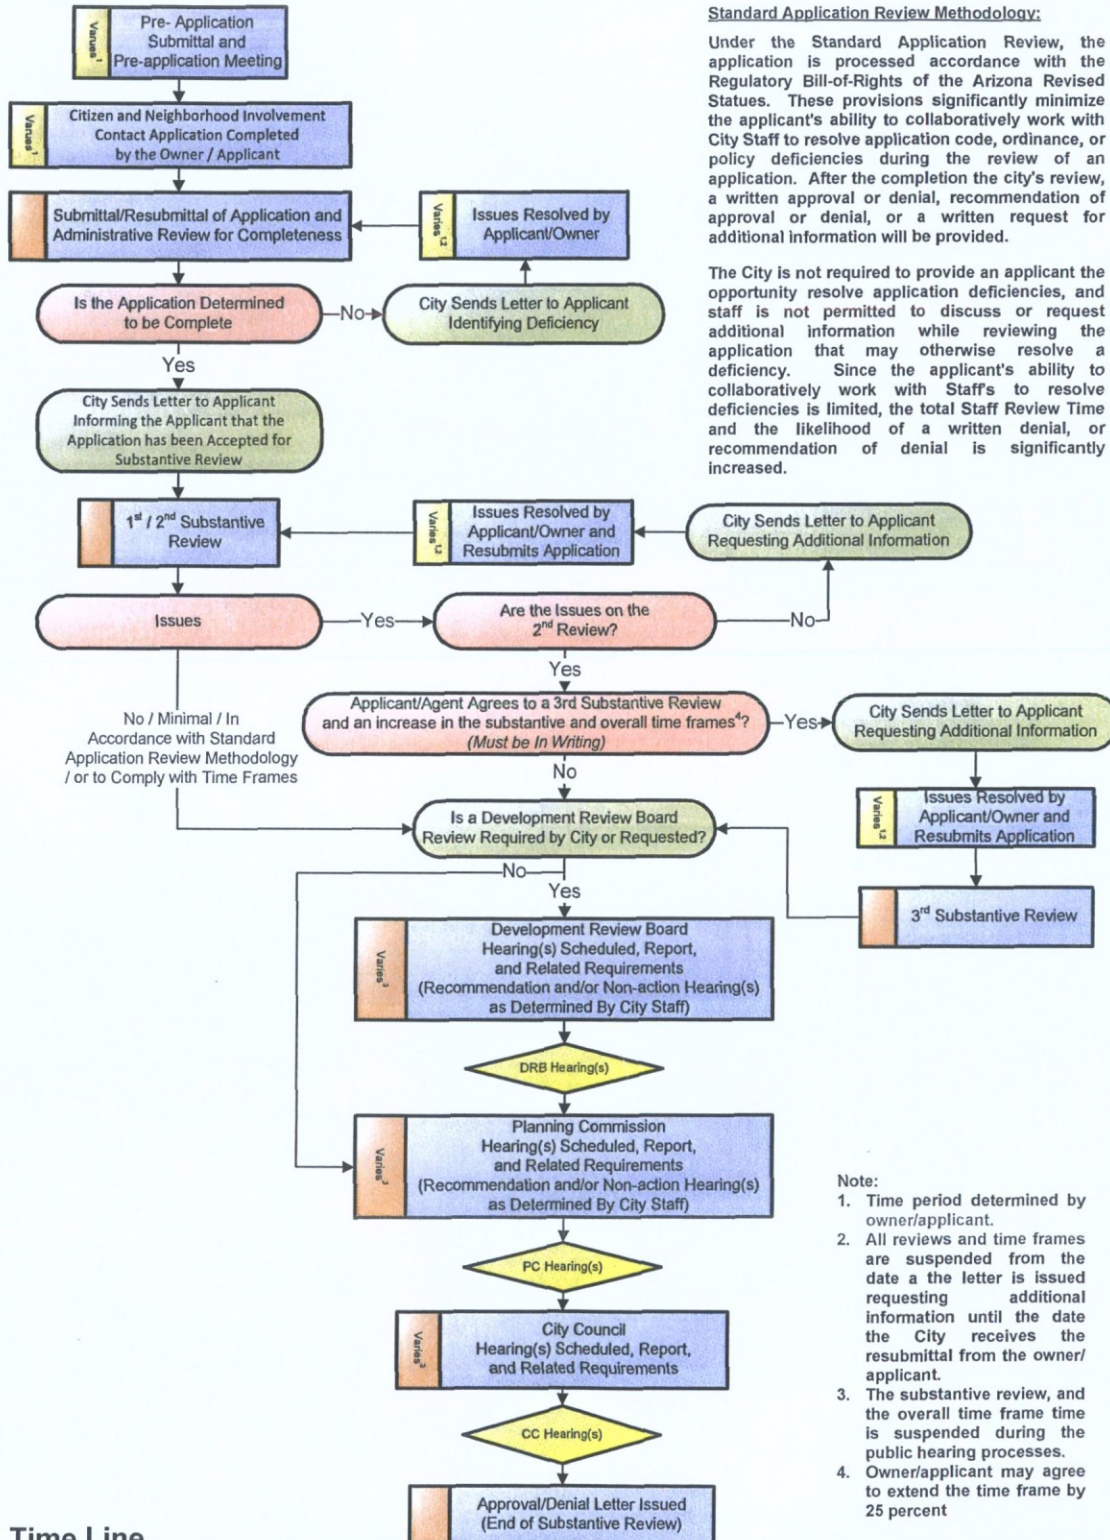 Standard Application Review Methodology:
Under the Standard Application Review, the
application is processed accordance with the
Regulatory Bill-of-Rights of the Arizona Revised
Statues. These provisions significantly minimize
the applicant's ability to collaboratively work with
City Staff to resolve application code, ordinance, or
policy deficiencies during the review of an
application. After the completion the city's review,
a written approval or denial, recommendation of
approval or denial, or a written request for
additional information will be provided.
The City is not required to provide an applicant the
opportunity resolve application deficiencies, and
staff is not permitted to discuss or request
additional information while reviewing the
application that may otherwise resolve a
deficiency. Since the applicant's ability to
collaboratively work with Staff's to resolve
deficiencies is limited, the total Staff Review Time
and the likelihood of a written denial, or
recommendation of denial is significantly
increased.
Varues¹
Pre- Application
Submittal and
Pre-application Meeting
Varues¹
Citizen and Neighborhood Involvement
Contact Application Completed
by the Owner / Applicant
Submittal/Resubmittal of Application and
Administrative Review for Completeness
Varies¹,²
Issues Resolved by
Applicant/Owner
Is the Application Determined
to be Complete
No
City Sends Letter to Applicant
Identifying Deficiency
Yes
City Sends Letter to Applicant
Informing the Applicant that the
Application has been Accepted for
Substantive Review
1st / 2nd Substantive
Review
Varies¹,²
Issues Resolved by
Applicant/Owner and
Resubmits Application
City Sends Letter to Applicant
Requesting Additional Information
Issues
Yes
Are the Issues on the
2nd Review?
No
Yes
No / Minimal / In
Accordance with Standard
Application Review Methodology
/ or to Comply with Time Frames
Applicant/Agent Agrees to a 3rd Substantive Review
and an increase in the substantive and overall time frames⁴?
(Must be In Writing)
Yes
City Sends Letter to Applicant
Requesting Additional Information
No
Varies¹,²
Issues Resolved by
Applicant/Owner and
Resubmits Application
Is a Development Review Board
Review Required by City or Requested?
3rd Substantive Review
No
Yes
Varies³
Development Review Board
Hearing(s) Scheduled, Report,
and Related Requirements
(Recommendation and/or Non-action Hearing(s)
as Determined By City Staff)
DRB Hearing(s)
Varies³
Planning Commission
Hearing(s) Scheduled, Report,
and Related Requirements
(Recommendation and/or Non-action Hearing(s)
as Determined By City Staff)
PC Hearing(s)
Varies³
City Council
Hearing(s) Scheduled, Report,
and Related Requirements
CC Hearing(s)
Approval/Denial Letter Issued
(End of Substantive Review)
Note:
1. Time period determined by
owner/applicant.
2. All reviews and time frames
are suspended from the
date a the letter is issued
requesting additional
information until the date
the City receives the
resubmittal from the owner/
applicant.
3. The substantive review, and
the overall time frame time
is suspended during the
public hearing processes.
4. Owner/applicant may agree
to extend the time frame by
25 percent
Time Line